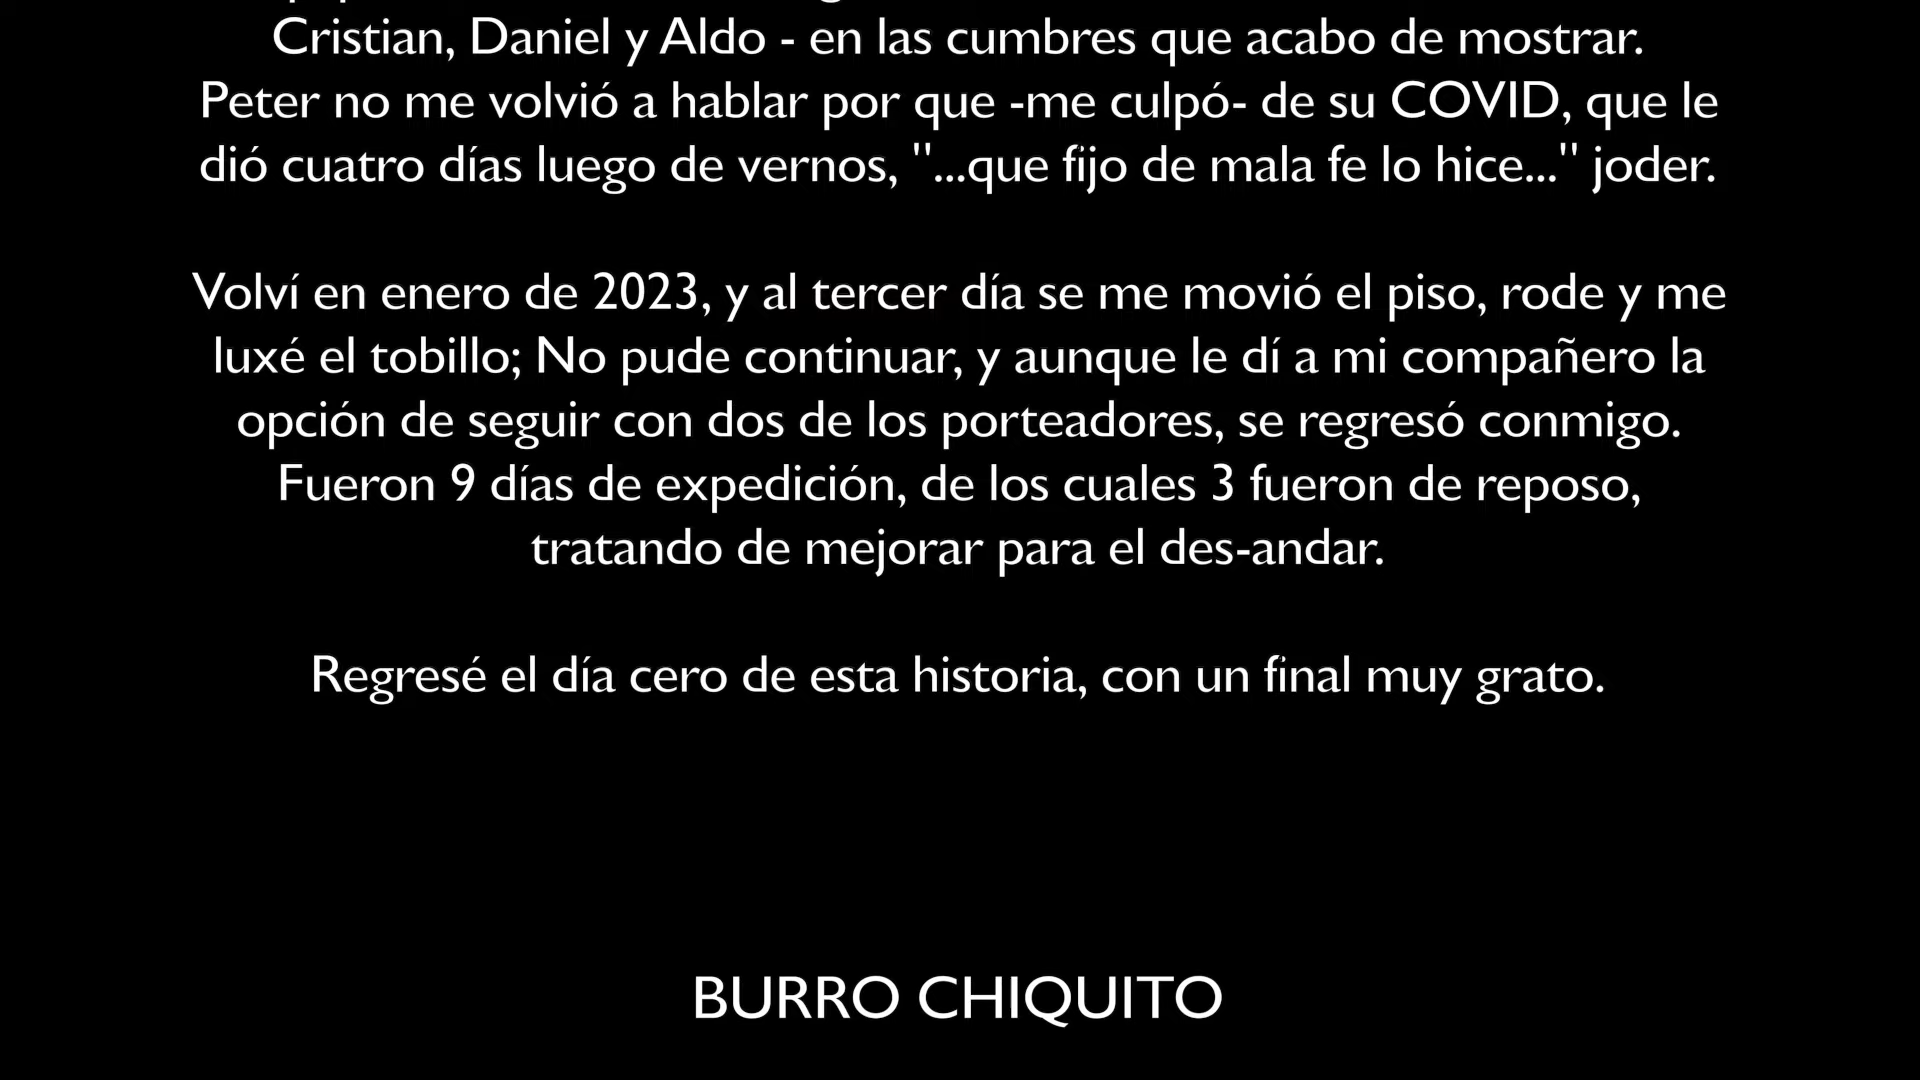 Cristian, Daniel y Aldo - en las cumbres que acabo de mostrar.
Peter no me volvió a hablar por que -me culpó- de su COVID, que le
dió cuatro días luego de vernos, "...que fijo de mala fe lo hice..." joder.
Volví en enero de 2023, y al tercer día se me movió el piso, rode y me
luxé el tobillo; No pude continuar, y aunque le dí a mi compañero la
opción de seguir con dos de los porteadores, se regresó conmigo.
Fueron 9 días de expedición, de los cuales 3 fueron de reposo,
tratando de mejorar para el des-andar.
Regresé el día cero de esta historia, con un final muy grato.
BURRO CHIQUITO